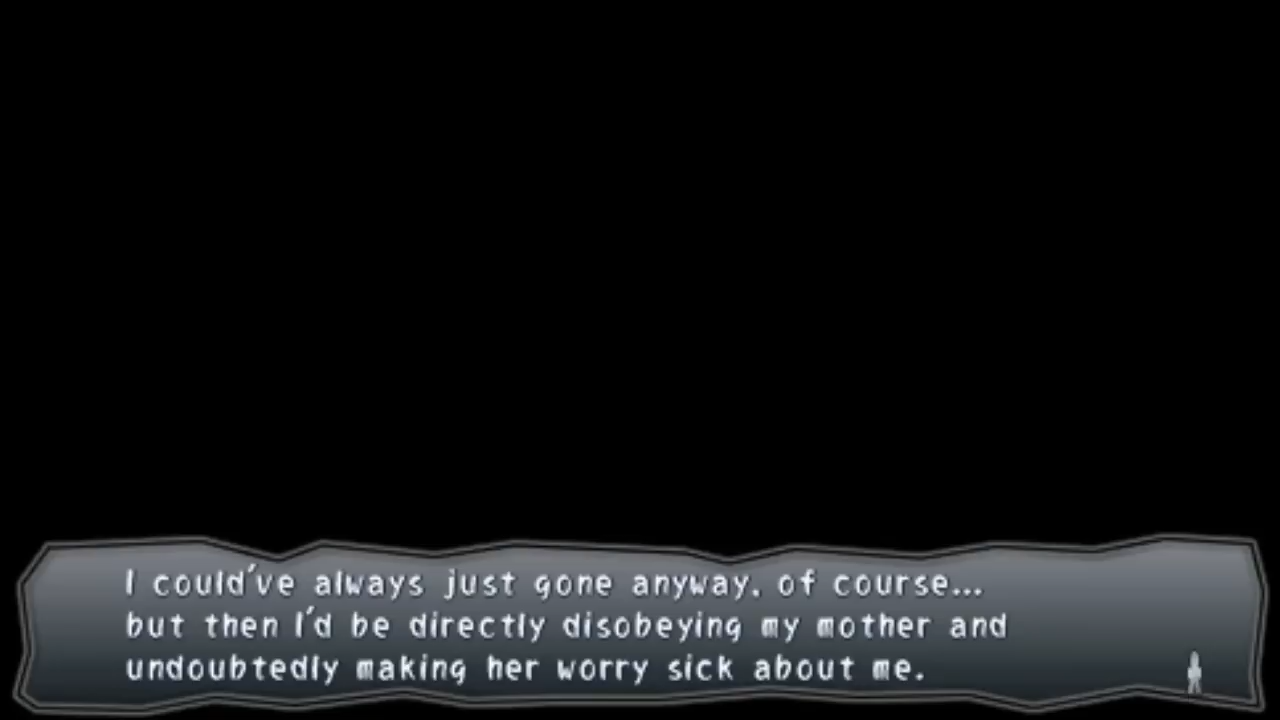 I could've always just gone anyway, of course...
but then I'd be directly disobeying my mother and
undoubtedly making her worry sick about me.